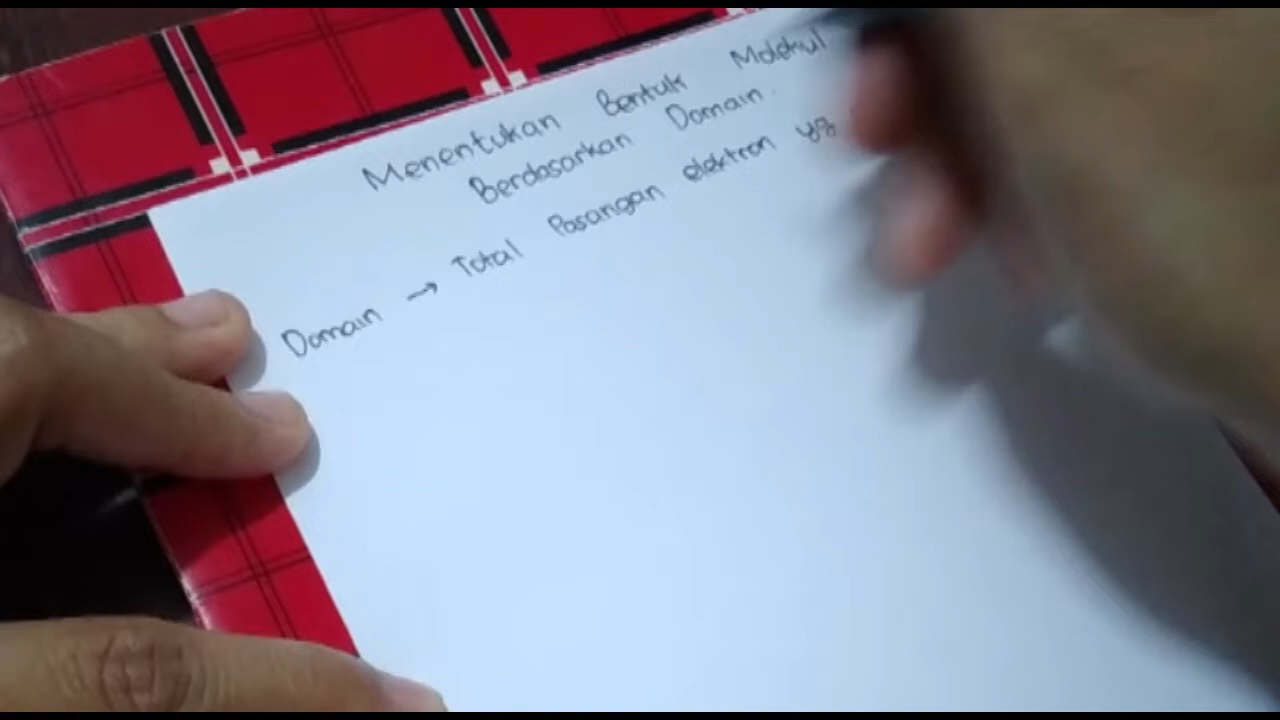 Menentukan Bentuk Molekul
Berdasarkan Domain.
Domain → Total Pasangan elektron yg